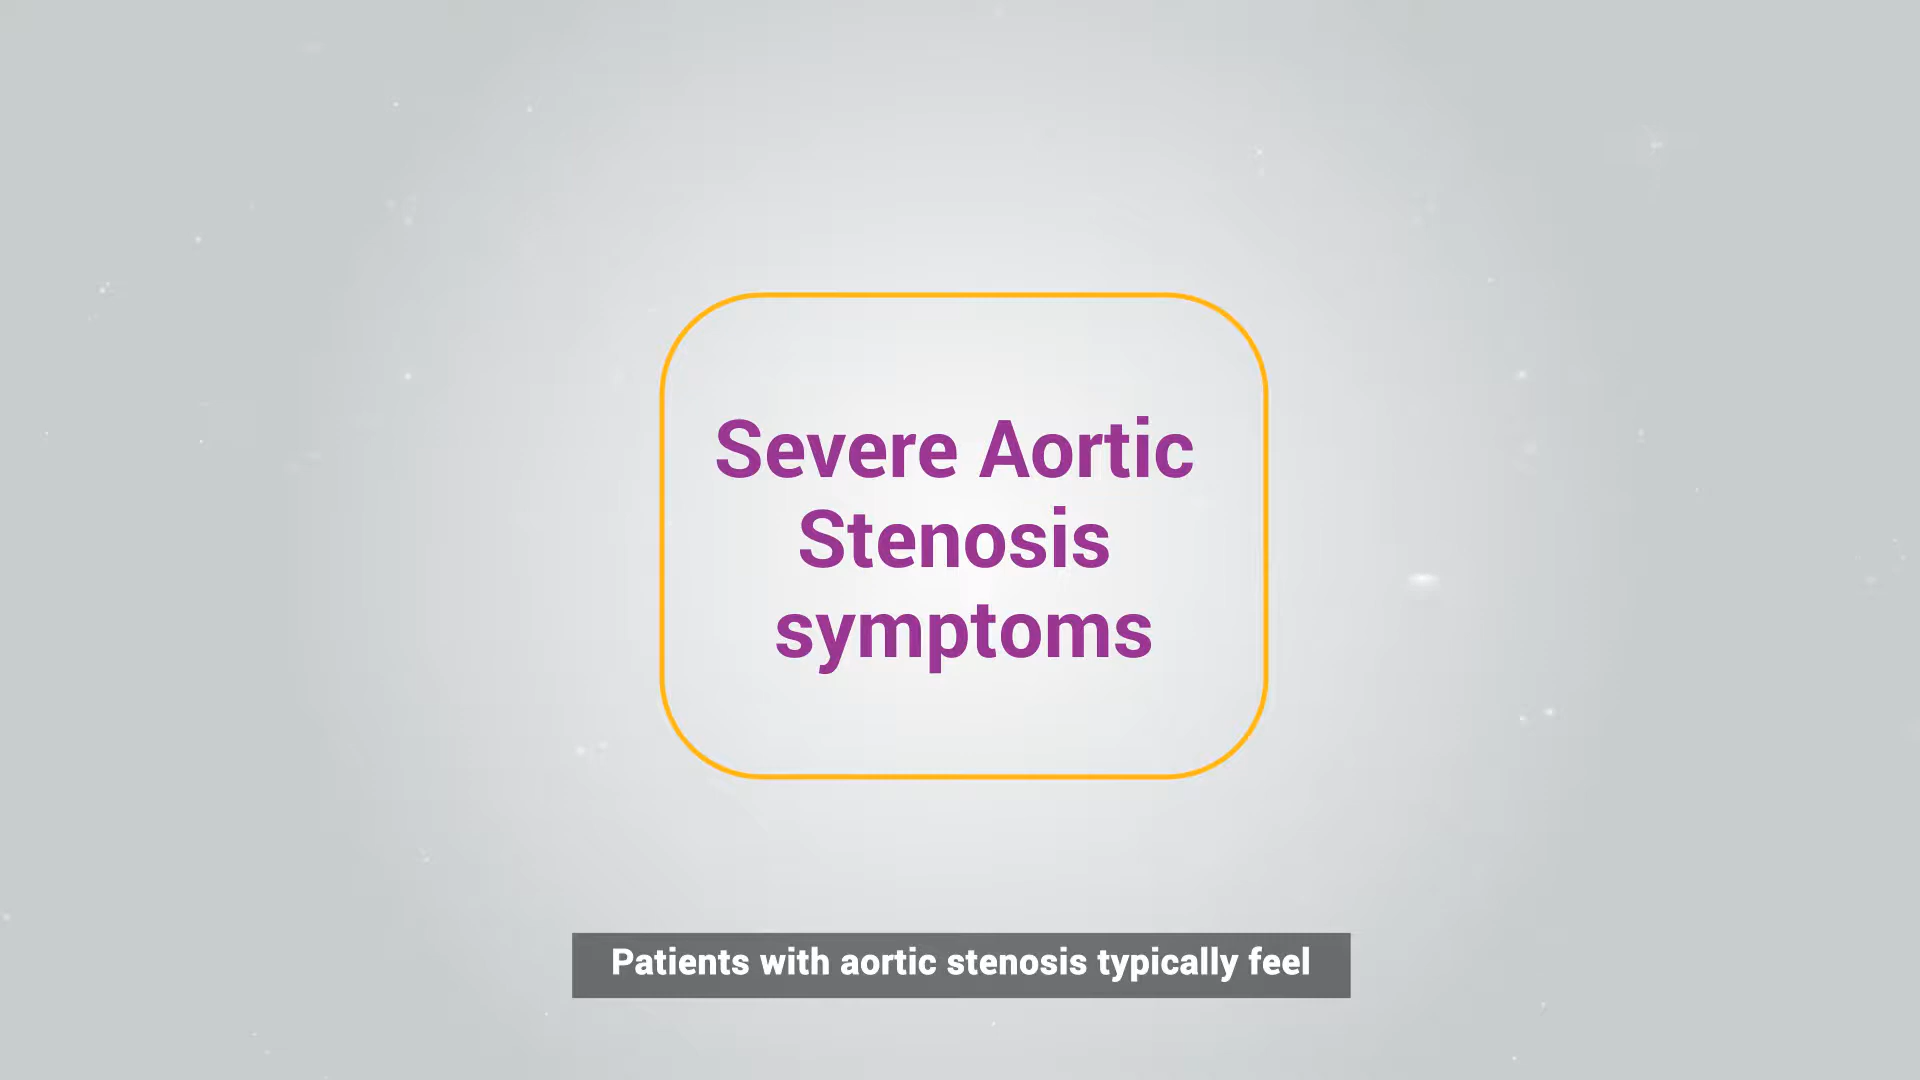 Severe Aortic
Stenosis
symptoms
Patients with aortic stenosis typically feel